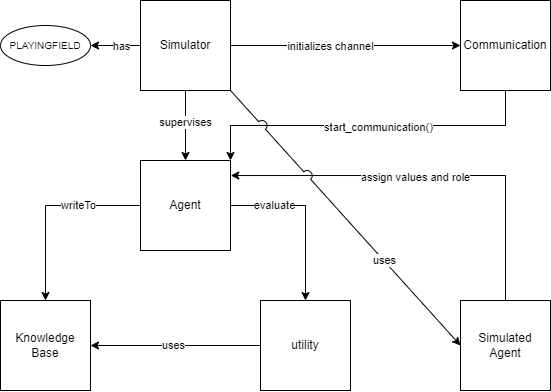 PLAYINGFIELD
has
Simulator
initializes channel
Communication
supervises
start_communication()
writeTo
Agent
evaluate
assign values and role
uses
Knowledge
Base
uses
utility
Simulated
Agent